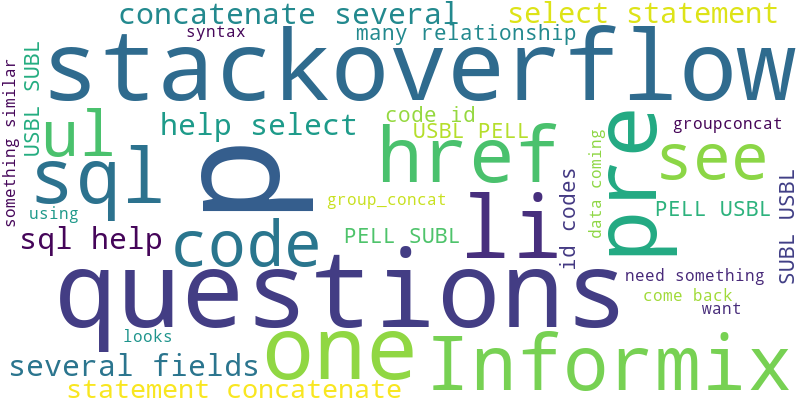 concatenate several
select statement
syntax
many relationship
stackoverflow
USBL SUBL
something similar
ul
help select
code id
USBL PELL
groupconcat
href
pre
see
sql
p
data coming
group_concat
using
li
id codes
PELL USBL
SUBL USBL
sql help
code
PELL SUBL
questions
need something
come back
want
looks
one
Informix
several fields
statement concatenate